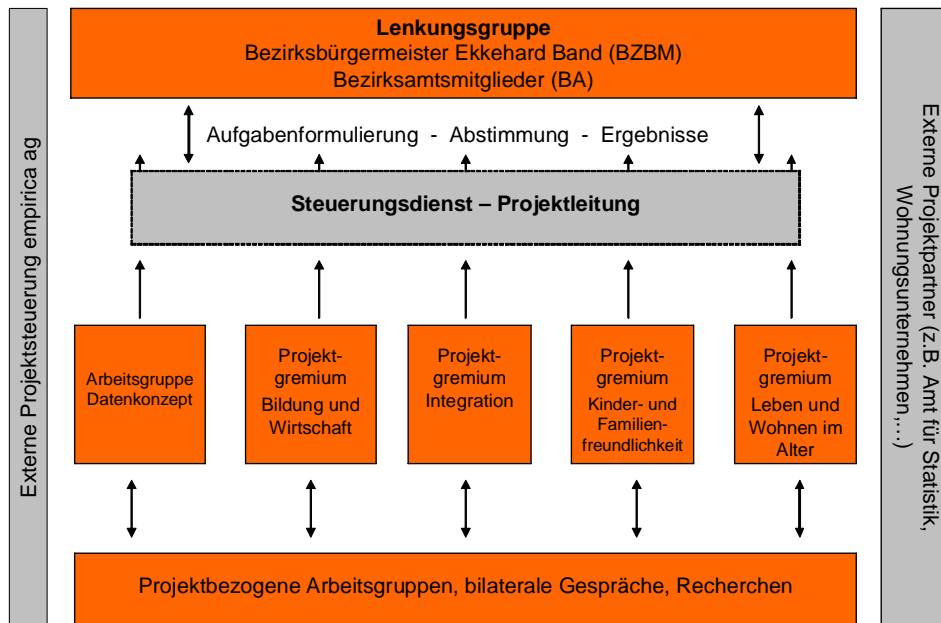 Externe Projektsteuerung empirica ag
Lenkungsgruppe
Bezirksbürgermeister Ekkehard Band (BZBM)
Bezirksamtsmitglieder (BA)
Aufgabenformulierung - Abstimmung - Ergebnisse
Steuerungsdienst – Projektleitung
Arbeitsgruppe
Datenkonzept
Projekt-
gremium
Bildung und
Wirtschaft
Projekt-
gremium
Integration
Projekt-
gremium
Kinder- und
Familien-
freundlichkeit
Projekt-
gremium
Leben und
Wohnen im
Alter
Projektbezogene Arbeitsgruppen, bilaterale Gespräche, Recherchen
Externe Projektpartner (z.B. Amt für Statistik,
Wohnungsunternehmen,…)